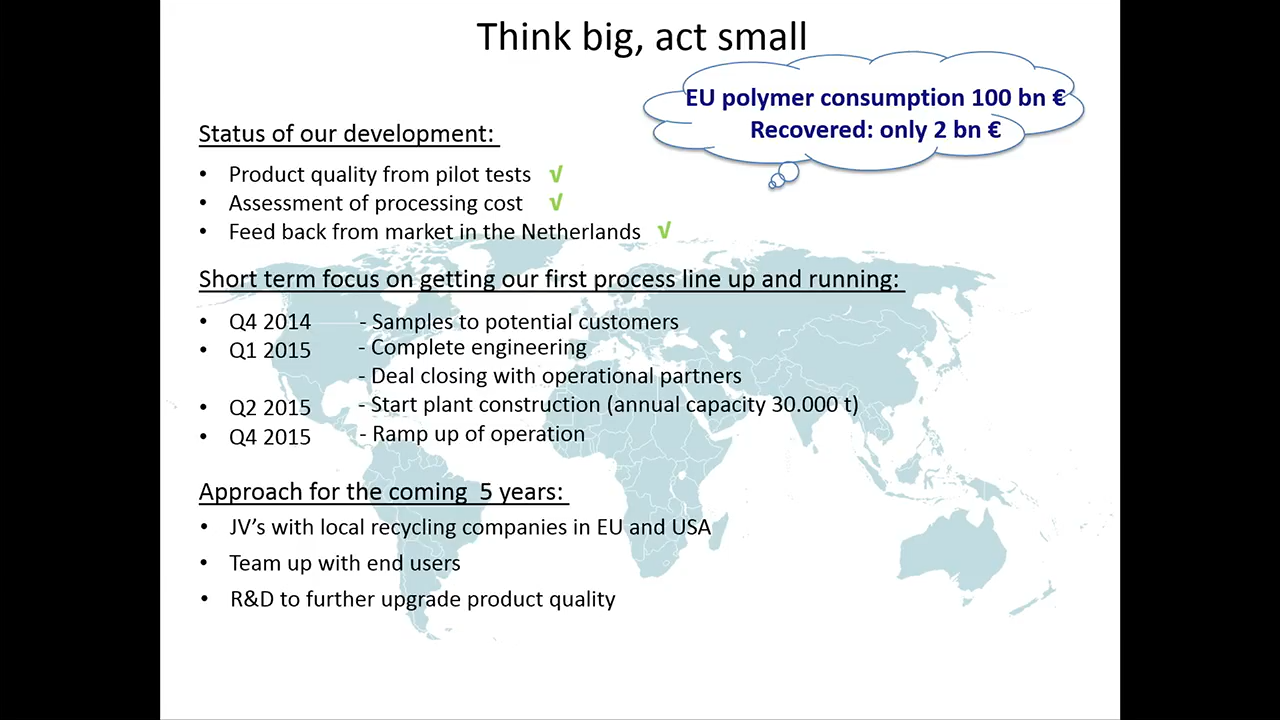 Think big, act small
EU polymer consumption 100 bn €
Recovered: only 2 bn €
Status of our development:
• Product quality from pilot tests √
• Assessment of processing cost √
• Feed back from market in the Netherlands √
Short term focus on getting our first process line up and running:
• Q4 2014 - Samples to potential customers
• Q1 2015 - Complete engineering
- Deal closing with operational partners
• Q2 2015 - Start plant construction (annual capacity 30.000 t)
• Q4 2015 - Ramp up of operation
Approach for the coming 5 years:
• JV’s with local recycling companies in EU and USA
• Team up with end users
• R&D to further upgrade product quality